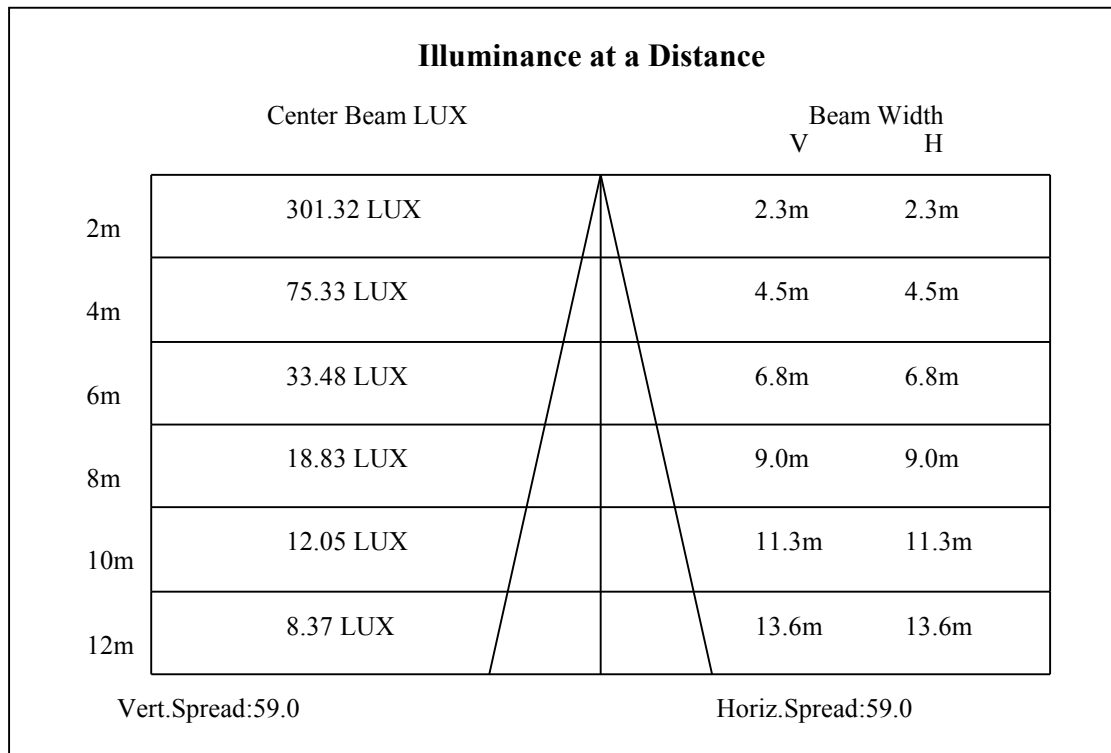 Illuminance at a Distance
Center Beam LUX Beam Width
V H
2m 301.32 LUX 2.3m 2.3m
4m 75.33 LUX 4.5m 4.5m
6m 33.48 LUX 6.8m 6.8m
8m 18.83 LUX 9.0m 9.0m
10m 12.05 LUX 11.3m 11.3m
12m 8.37 LUX 13.6m 13.6m
Vert.Spread:59.0 Horiz.Spread:59.0